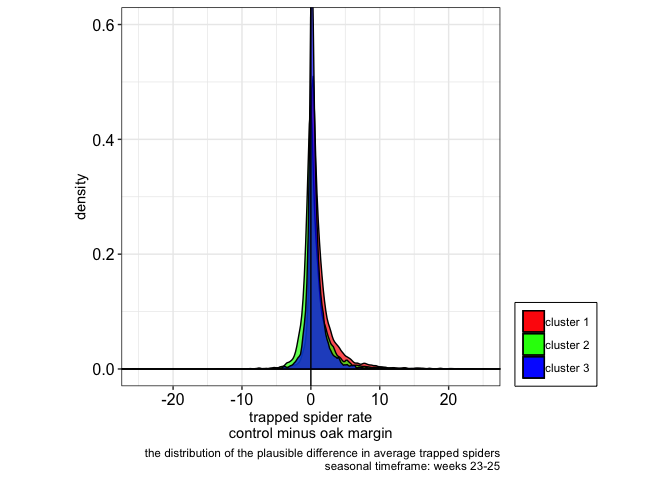 0.6
0.4
0.2
0.0
density
-20 -10 0 10 20
trapped spider rate
control minus oak margin
cluster 1
cluster 2
cluster 3
the distribution of the plausible difference in average trapped spiders
seasonal timeframe: weeks 23-25